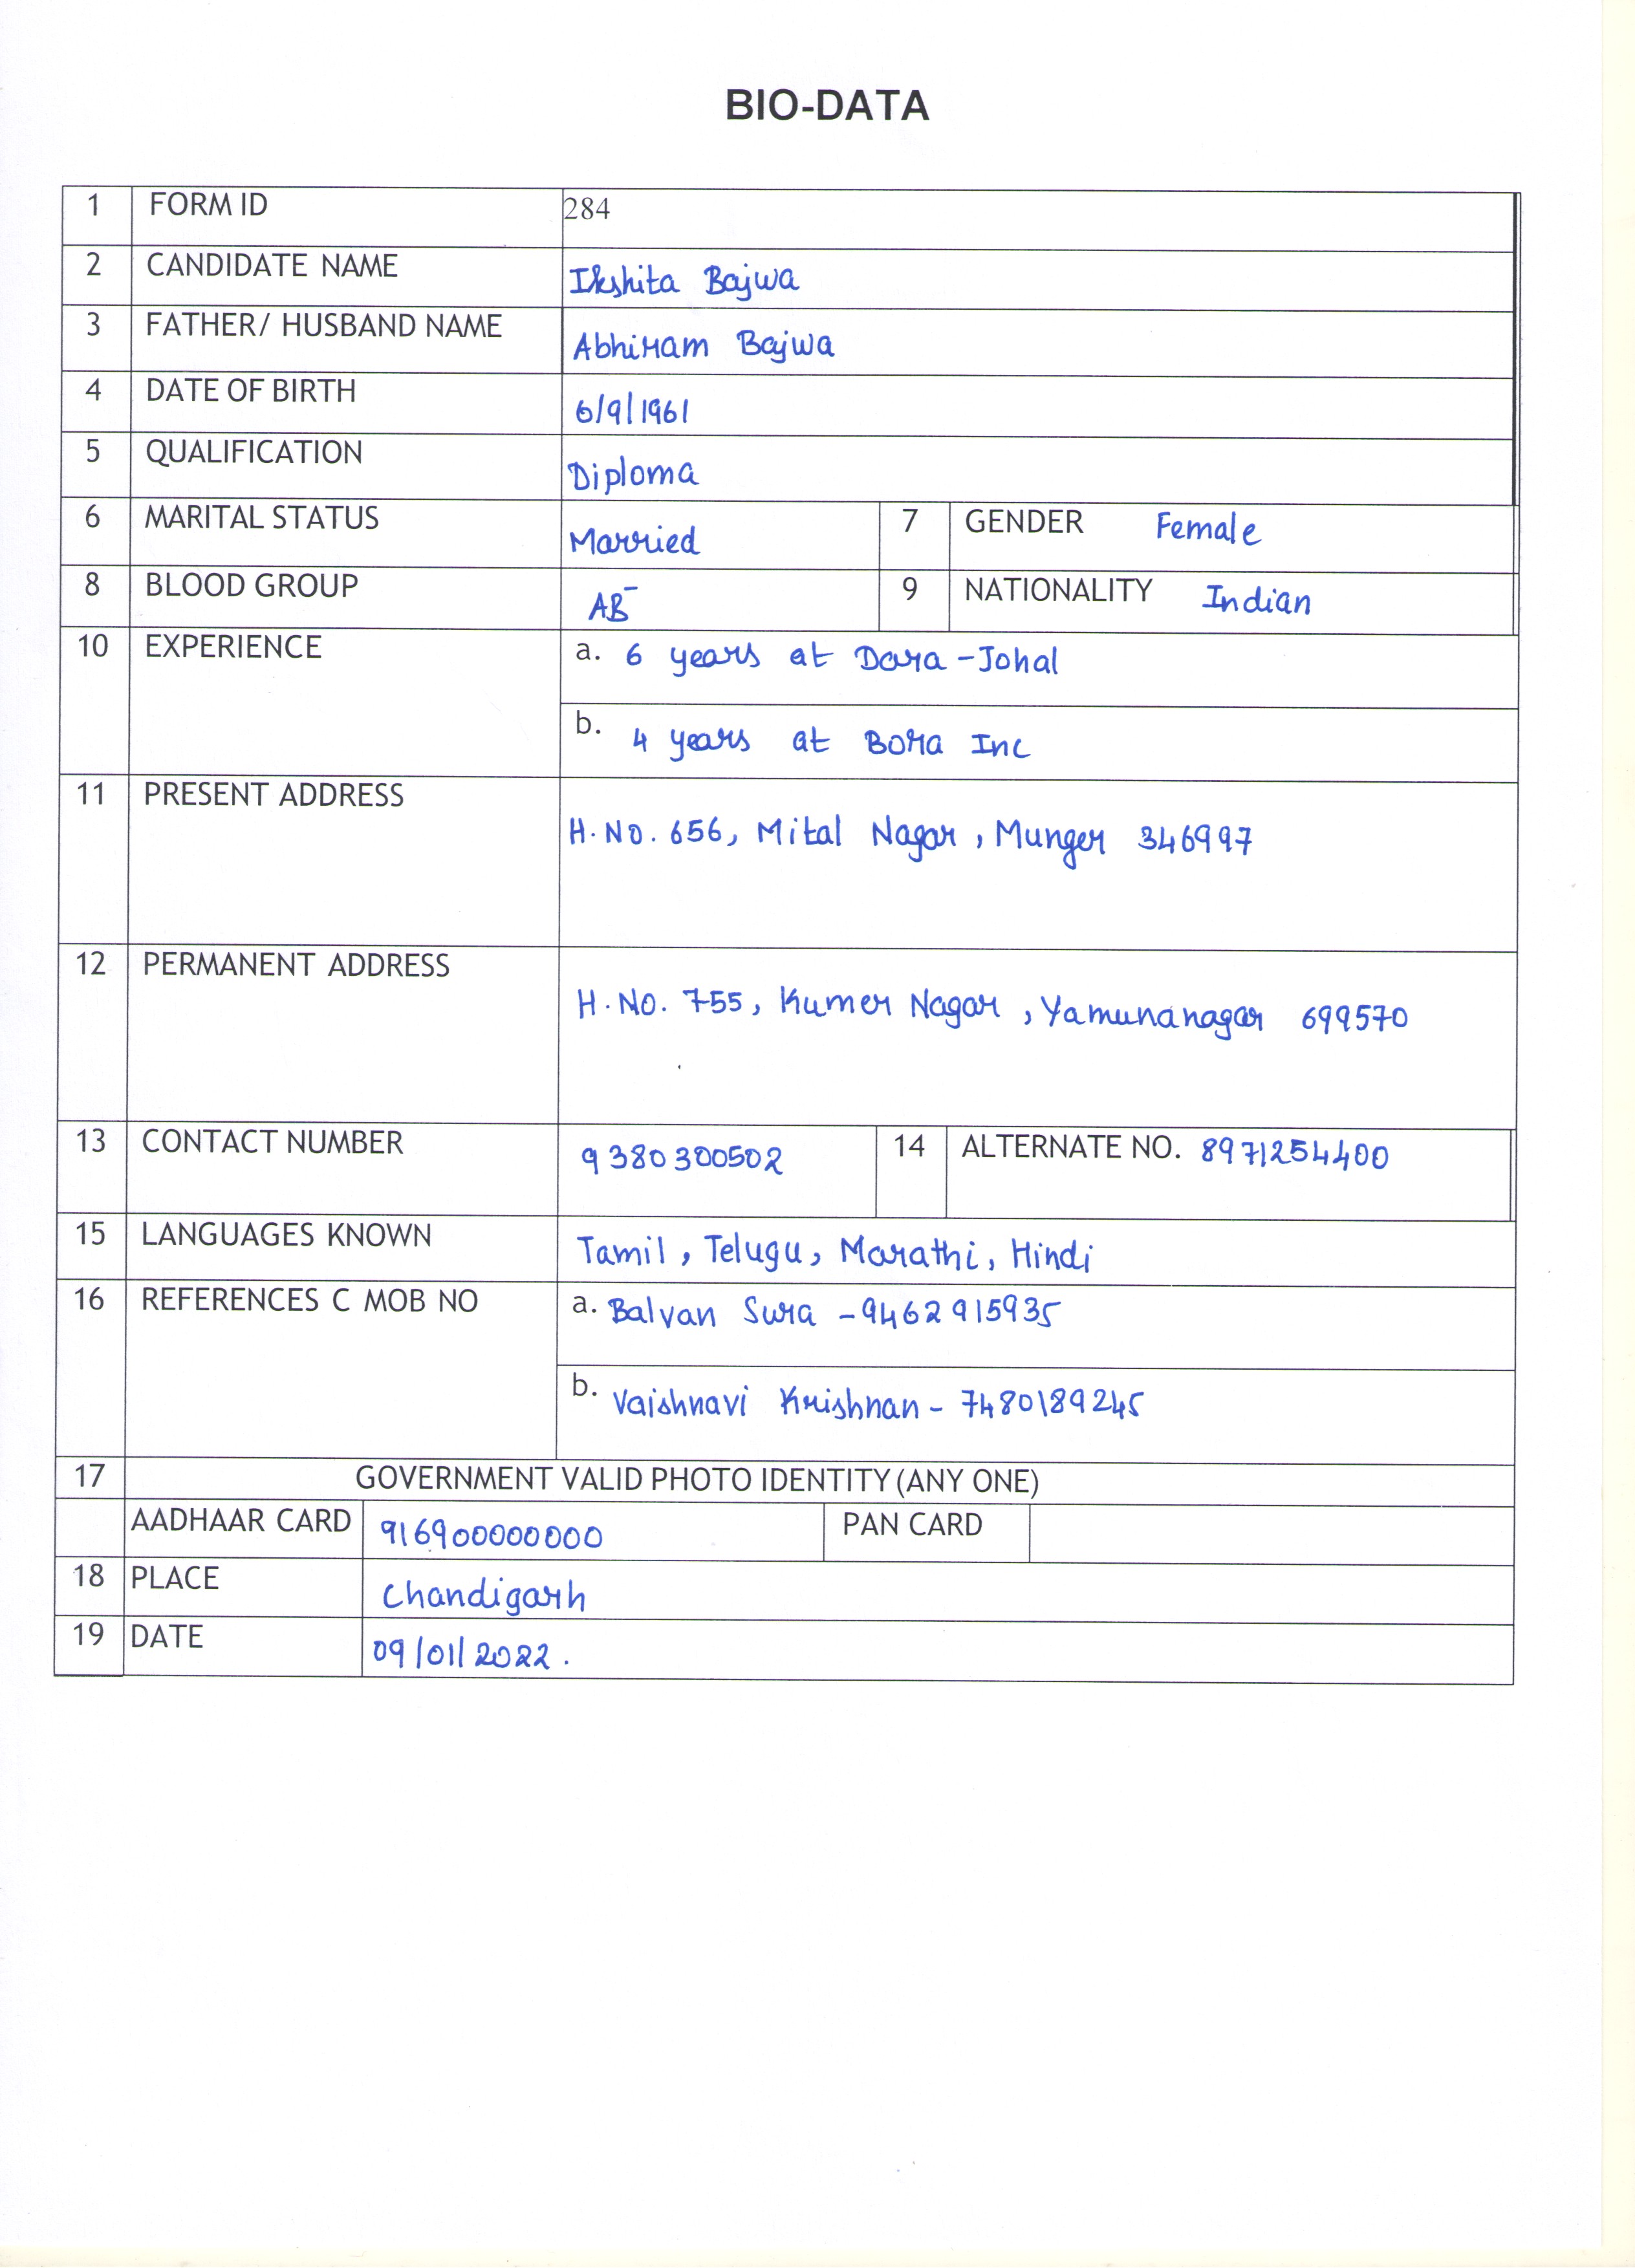 BIO-DATA
1 FORM ID 284
2 CANDIDATE NAME Ikshita Bajwa
3 FATHER/ HUSBAND NAME Abhiram Bajwa
4 DATE OF BIRTH 6/9/1961
5 QUALIFICATION Diploma
6 MARITAL STATUS Married 7 GENDER Female
8 BLOOD GROUP AB- 9 NATIONALITY Indian
10 EXPERIENCE a. 6 years at Dara-Johal
b. 4 years at Bora Inc
11 PRESENT ADDRESS
H.No. 656, Mital Nagar, Munger 346997
12 PERMANENT ADDRESS
H.No. 755, Kumer Nagar, Yamunanagar 699570
13 CONTACT NUMBER 9380300502 14 ALTERNATE NO. 8971254400
15 LANGUAGES KNOWN Tamil, Telugu, Marathi, Hindi
16 REFERENCES C MOB NO a. Balvan Sura - 9462915935
b. Vaishnavi Krishnan - 7480189245
17 GOVERNMENT VALID PHOTO IDENTITY (ANY ONE)
AADHAAR CARD 916900000000 PAN CARD
18 PLACE Chandigarh
19 DATE 09/01/2022.